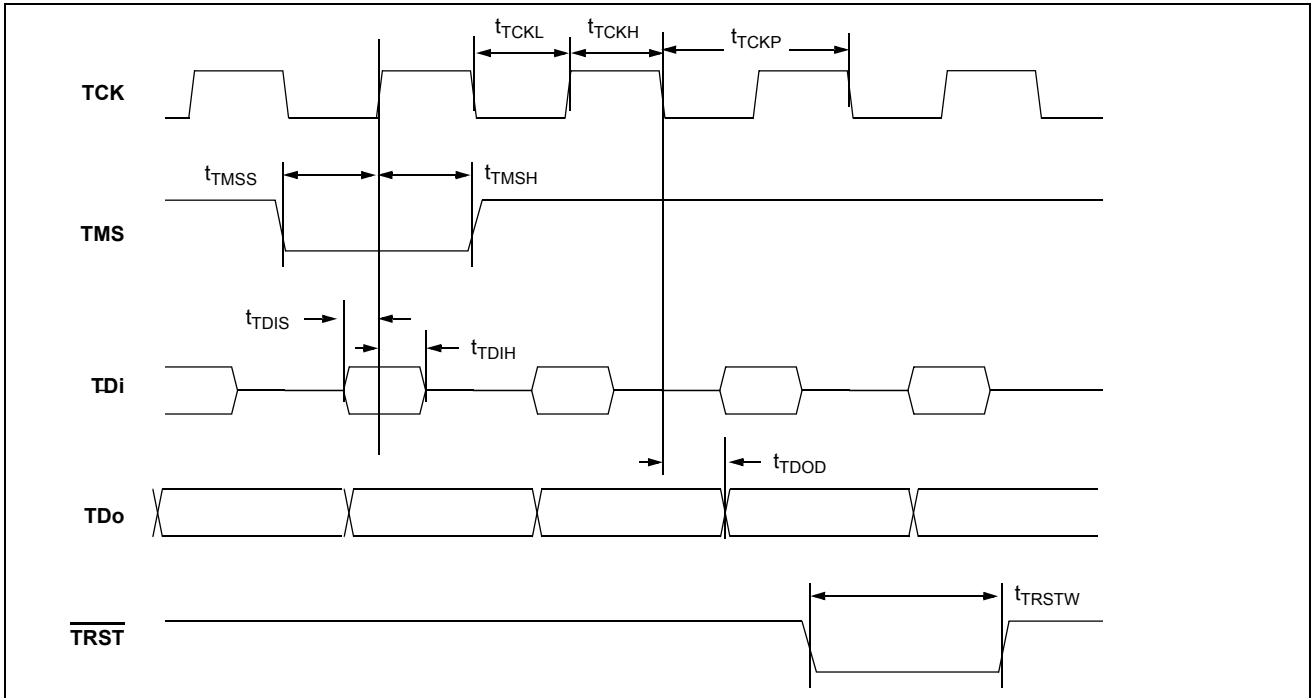 tTCKL tTCKH tTCKP
TCK
tTMSS tTMSH
TMS
tTDIS
tTDIH
TDi
tTDOD
TDo
tTRSTW
TRST